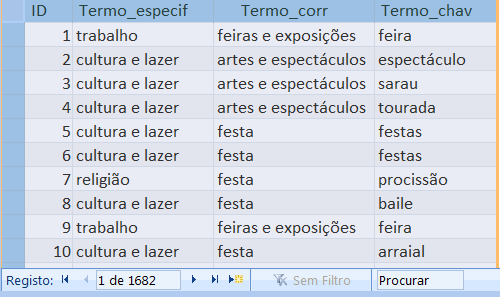 ID Termo_especif Termo_corr Termo_chav
1 trabalho feiras e exposições feira
2 cultura e lazer artes e espectáculos espectáculo
3 cultura e lazer artes e espectáculos sarau
4 cultura e lazer artes e espectáculos tourada
5 cultura e lazer festa festas
6 cultura e lazer festa festas
7 religião festa procissão
8 cultura e lazer festa baile
9 trabalho feiras e exposições feira
10 cultura e lazer festa arraial
Registo: 1 de 1682 Sem Filtro Procurar